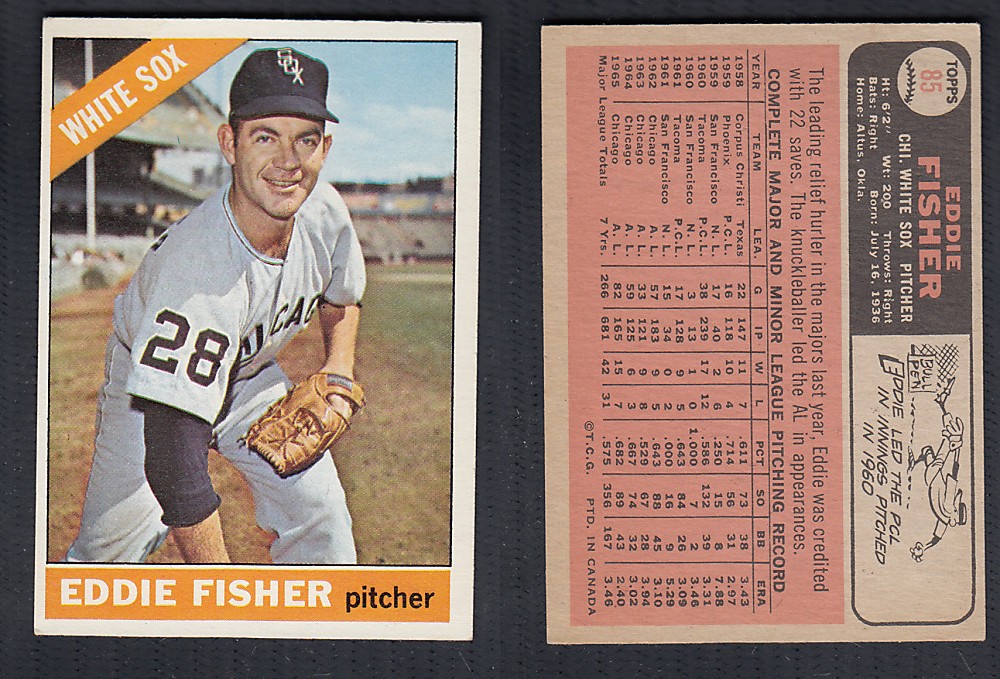 WHITE SOX
SOX
CHICAG
28
EDDIE FISHER pitcher
TOPPS
85
EDDIE
FISHER
CHI. WHITE SOX PITCHER
Ht: 6'2" Wt: 200 Throws: Right
Bats: Right Born: July 16, 1936
Home: Altus, Okla.
BULL
PEN
EDDIE LED THE PCL
IN INNINGS PITCHED
IN 1960
The leading relief hurler in the majors last year, Eddie was credited
with 22 saves. The knuckleballer led the AL in appearances.
COMPLETE MAJOR AND MINOR LEAGUE PITCHING RECORD
YEAR TEAM LEA. G IP W L PCT SO BB ERA
1958 Corpus Christi Texas 22 147 11 7 .611 73 38 3.43
1959 Phoenix P.C.L. 16 118 10 4 .714 56 31 2.97
1959 San Francisco N. L. 17 40 2 6 .250 15 8 7.88
1960 Tacoma P.C.L. 38 239 17 12 .586 132 39 3.31
1960 San Francisco N. L. 3 13 1 0 1.000 7 2 3.46
1961 Tacoma P.C.L. 17 128 9 5 .643 84 26 3.09
1961 San Francisco N. L. 15 34 0 2 .000 16 9 5.29
1962 Chicago A. L. 57 183 9 5 .643 88 45 3.10
1963 Chicago A. L. 33 121 9 8 .529 67 28 3.94
1964 Chicago A. L. 59 125 6 3 .667 74 32 3.02
1965 Chicago A. L. 82 165 15 7 .682 89 43 2.40
Major League Totals 7 Yrs. 266 681 42 31 .575 356 167 3.46
©T.C.G. PTD. IN CANADA